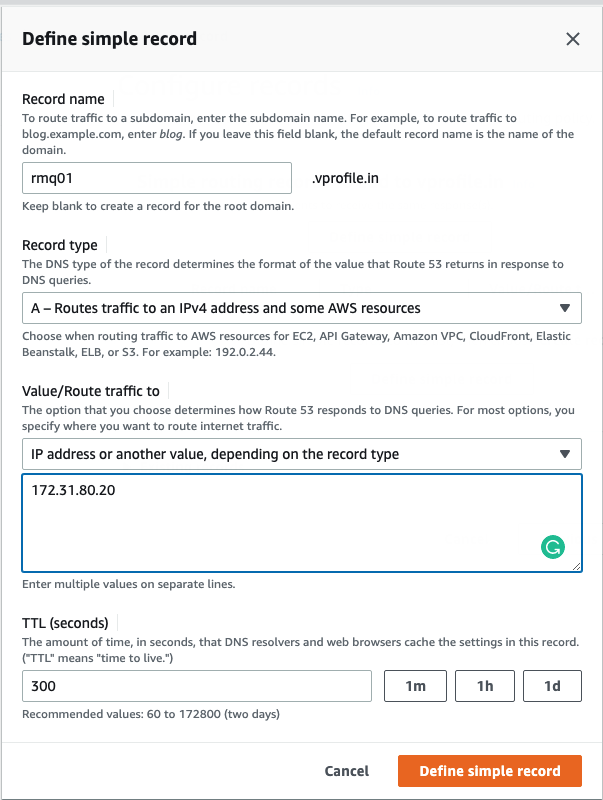 Define simple record
Record name
To route traffic to a subdomain, enter the subdomain name. For example, to route traffic to
blog.example.com, enter blog. If you leave this field blank, the default record name is the name of the
domain.
rmq01 .vprofile.in
Keep blank to create a record for the root domain.
Record type
The DNS type of the record determines the format of the value that Route 53 returns in response to
DNS queries.
A – Routes traffic to an IPv4 address and some AWS resources
Choose when routing traffic to AWS resources for EC2, API Gateway, Amazon VPC, CloudFront, Elastic
Beanstalk, ELB, or S3. For example: 192.0.2.44.
Value/Route traffic to
The option that you choose determines how Route 53 responds to DNS queries. For most options, you
specify where you want to route internet traffic.
IP address or another value, depending on the record type
172.31.80.20
Enter multiple values on separate lines.
TTL (seconds)
The amount of time, in seconds, that DNS resolvers and web browsers cache the settings in this record.
("TTL" means "time to live.")
300 1m 1h 1d
Recommended values: 60 to 172800 (two days)
Cancel Define simple record